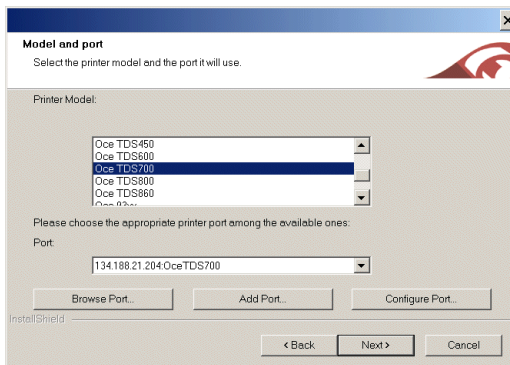 Model and port
Select the printer model and the port it will use.
Printer Model:
Oce TDS450
Oce TDS600
Oce TDS700
Oce TDS800
Oce TDS860
Please choose the appropriate printer port among the available ones:
Port:
134.188.21.204:OceTDS700
Browse Port... Add Port... Configure Port...
InstallShield
< Back Next > Cancel